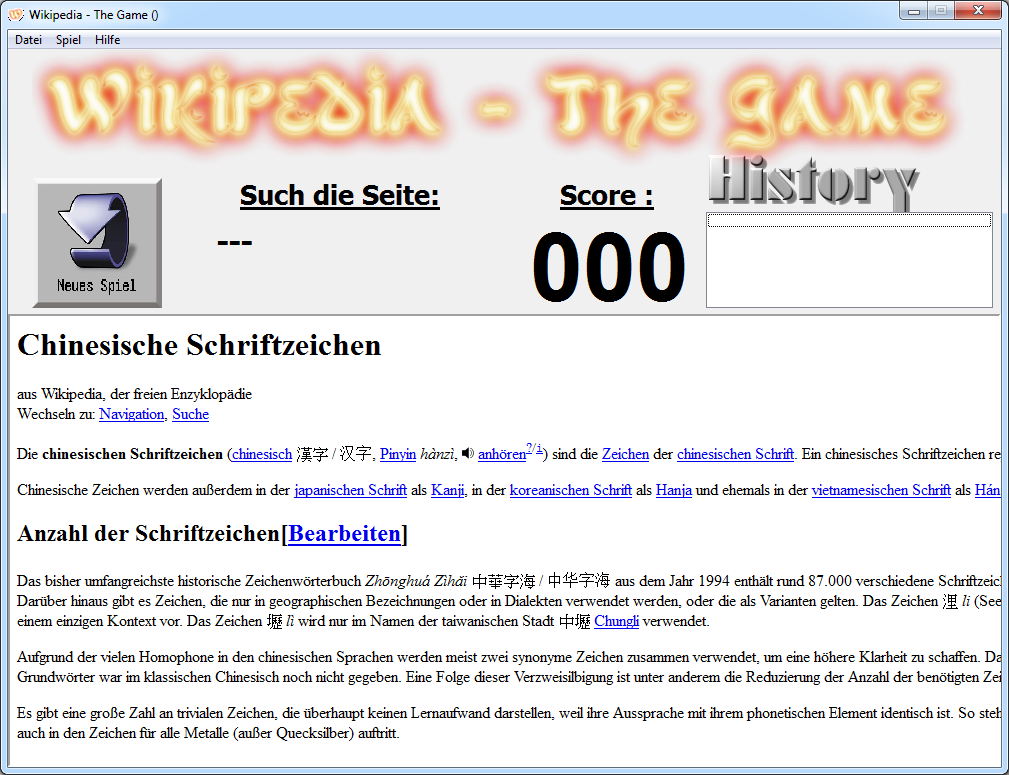 Wikipedia - The Game ()
Datei Spiel Hilfe
Wikipedia - The Game
History
Such die Seite:
Score :
---
000
Neues Spiel
Chinesische Schriftzeichen
aus Wikipedia, der freien Enzyklopädie
Wechseln zu: Navigation, Suche
Die chinesischen Schriftzeichen (chinesisch 漢字 / 汉字, Pinyin hànzì, anhören?/i) sind die Zeichen der chinesischen Schrift. Ein chinesisches Schriftzeichen re
Chinesische Zeichen werden außerdem in der japanischen Schrift als Kanji, in der koreanischen Schrift als Hanja und ehemals in der vietnamesischen Schrift als Hán
Anzahl der Schriftzeichen[Bearbeiten]
Das bisher umfangreichste historische Zeichenwörterbuch Zhōnghuá Zìhǎi 中華字海 / 中华字海 aus dem Jahr 1994 enthält rund 87.000 verschiedene Schriftzeic
Darüber hinaus gibt es Zeichen, die nur in geographischen Bezeichnungen oder in Dialekten verwendet werden, oder die als Varianten gelten. Das Zeichen 浬 lǐ (See
einem einzigen Kontext vor. Das Zeichen 壢 lì wird nur im Namen der taiwanischen Stadt 中壢 Chungli verwendet.
Aufgrund der vielen Homophone in den chinesischen Sprachen werden meist zwei synonyme Zeichen zusammen verwendet, um eine höhere Klarheit zu schaffen. Da
Grundwörter war im klassischen Chinesisch noch nicht gegeben. Eine Folge dieser Verzweisilbigung ist unter anderem die Reduzierung der Anzahl der benötigten Zei
Es gibt eine große Zahl an trivialen Zeichen, die überhaupt keinen Lernaufwand darstellen, weil ihre Aussprache mit ihrem phonetischen Element identisch ist. So steh
auch in den Zeichen für alle Metalle (außer Quecksilber) auftritt.